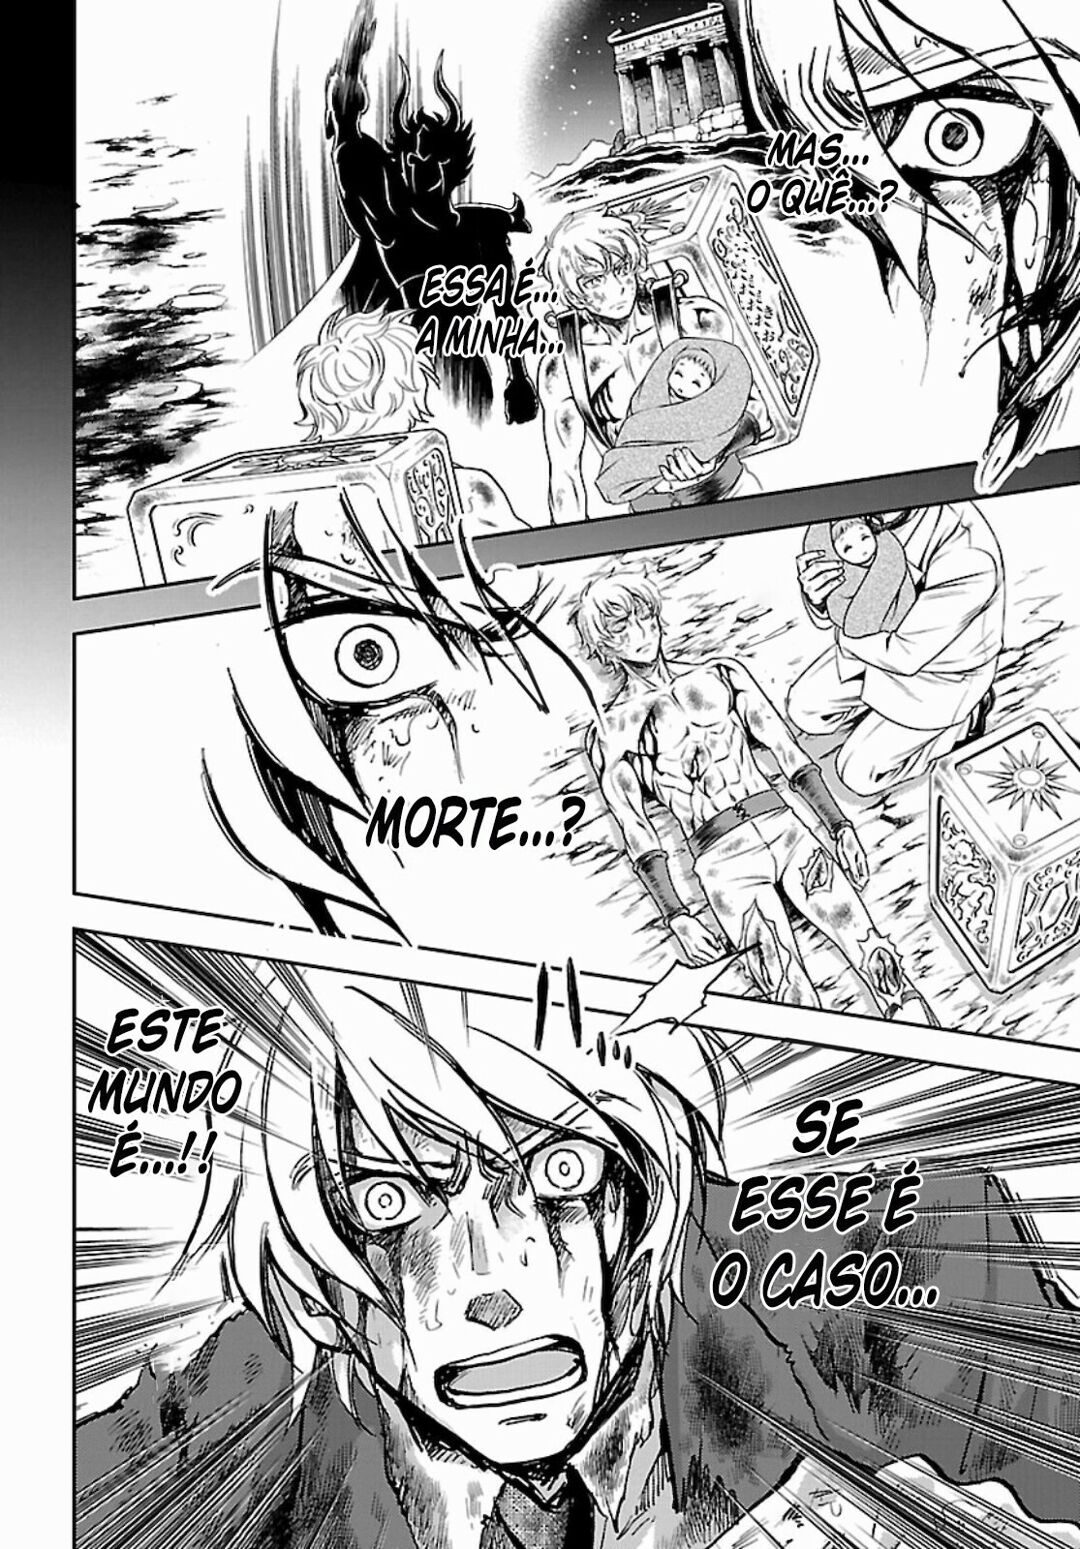 MAS...
O QUÊ...?
ESSA É...
A MINHA...
MORTE...?
SE
ESSE É
O CASO...
ESTE
MUNDO
É...!!